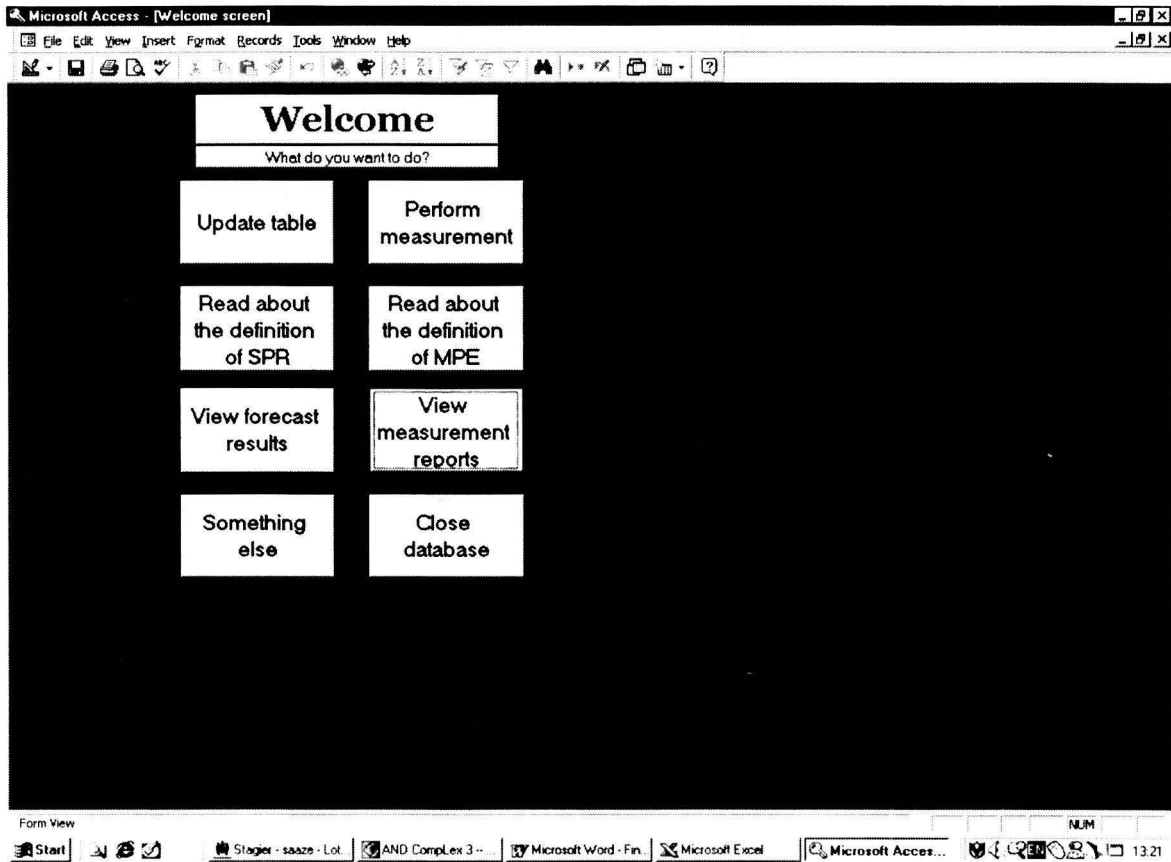 Microsoft Access - [Welcome screen]
File Edit View Insert Format Records Tools Window Help
Welcome
What do you want to do?
Update table
Perform
measurement
Read about
the definition
of SPR
Read about
the definition
of MPE
View forecast
results
View
measurement
reports
Something
else
Close
database
Form View
NUM
Start
Stagier - saaze - Lot...
AND CompLex 3 -- ...
Microsoft Word - Fin...
Microsoft Excel
Microsoft Acces...
EN
13.21